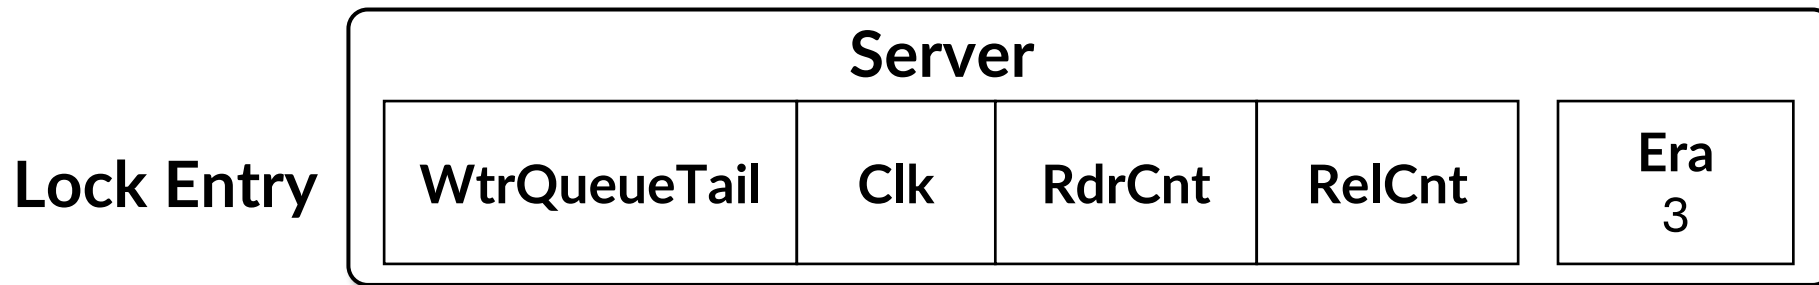 Server
Lock Entry
WtrQueueTail
Clk
RdrCnt
RelCnt
Era
3